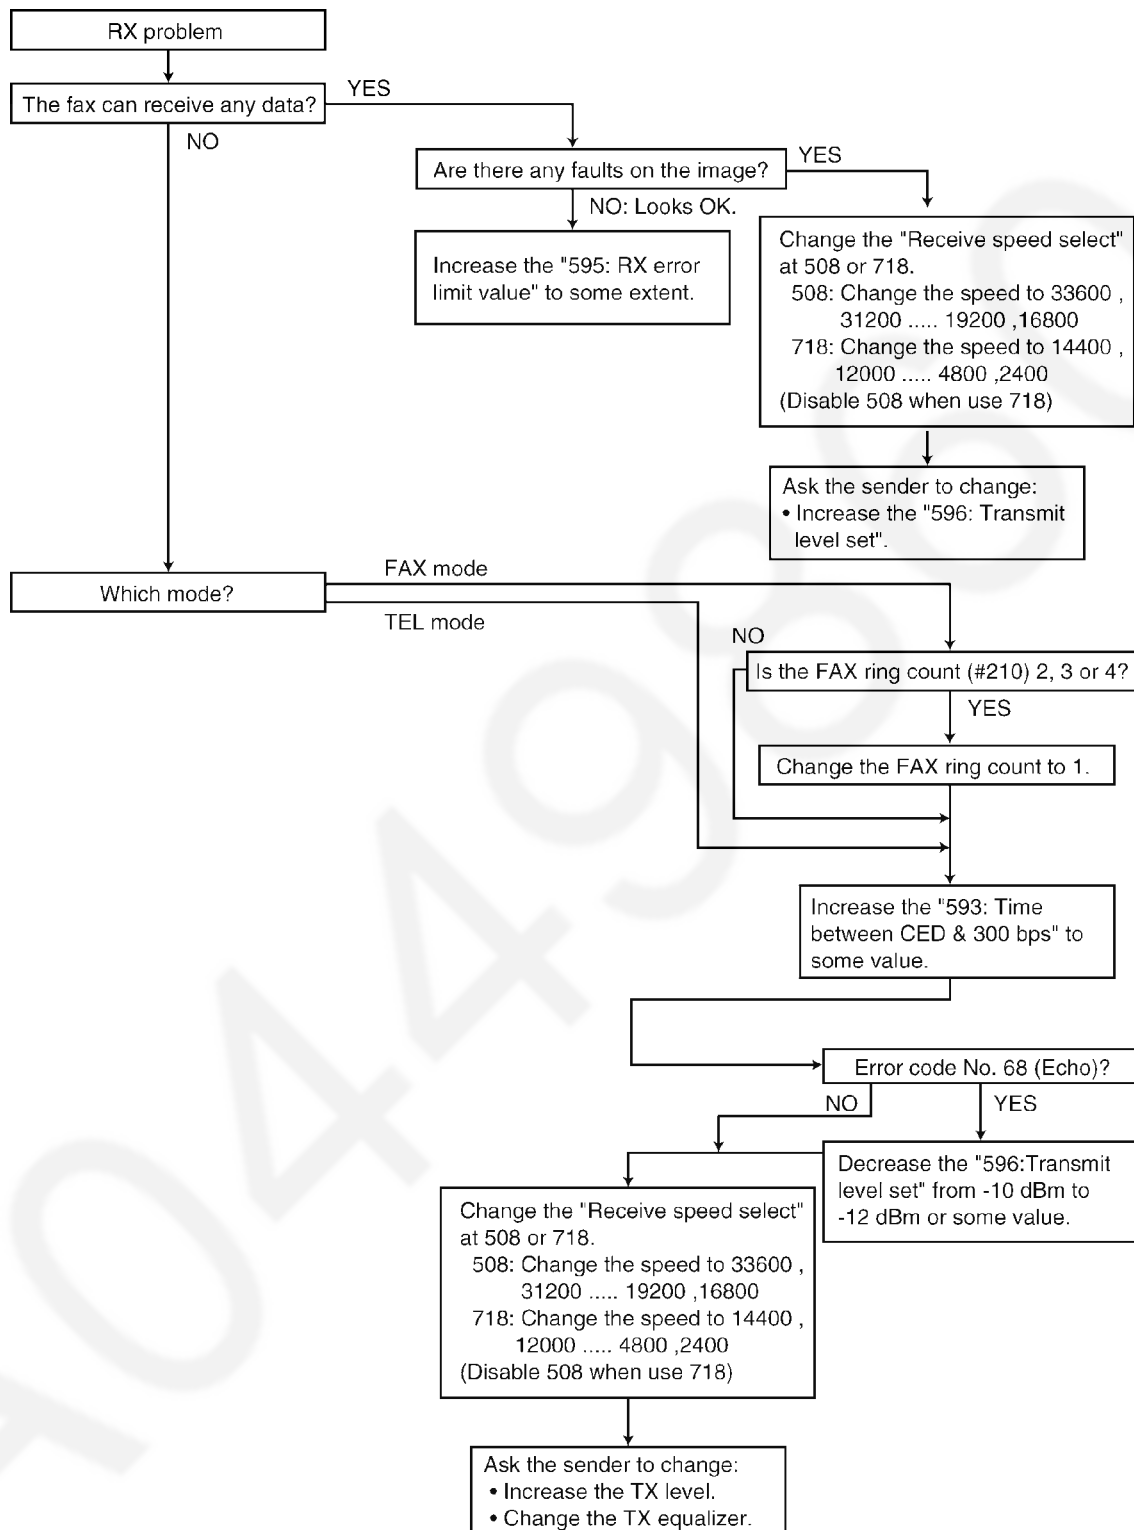 RX problem
The fax can receive any data?
YES
NO
Are there any faults on the image?
YES
NO: Looks OK.
Increase the "595: RX error
limit value" to some extent.
Change the "Receive speed select"
at 508 or 718.
508: Change the speed to 33600 ,
31200 ..... 19200 ,16800
718: Change the speed to 14400 ,
12000 ..... 4800 ,2400
(Disable 508 when use 718)
Ask the sender to change:
• Increase the "596: Transmit
level set".
Which mode?
FAX mode
TEL mode
NO
Is the FAX ring count (#210) 2, 3 or 4?
YES
Change the FAX ring count to 1.
Increase the "593: Time
between CED & 300 bps" to
some value.
Error code No. 68 (Echo)?
NO
YES
Decrease the "596:Transmit
level set" from -10 dBm to
-12 dBm or some value.
Change the "Receive speed select"
at 508 or 718.
508: Change the speed to 33600 ,
31200 ..... 19200 ,16800
718: Change the speed to 14400 ,
12000 ..... 4800 ,2400
(Disable 508 when use 718)
Ask the sender to change:
• Increase the TX level.
• Change the TX equalizer.